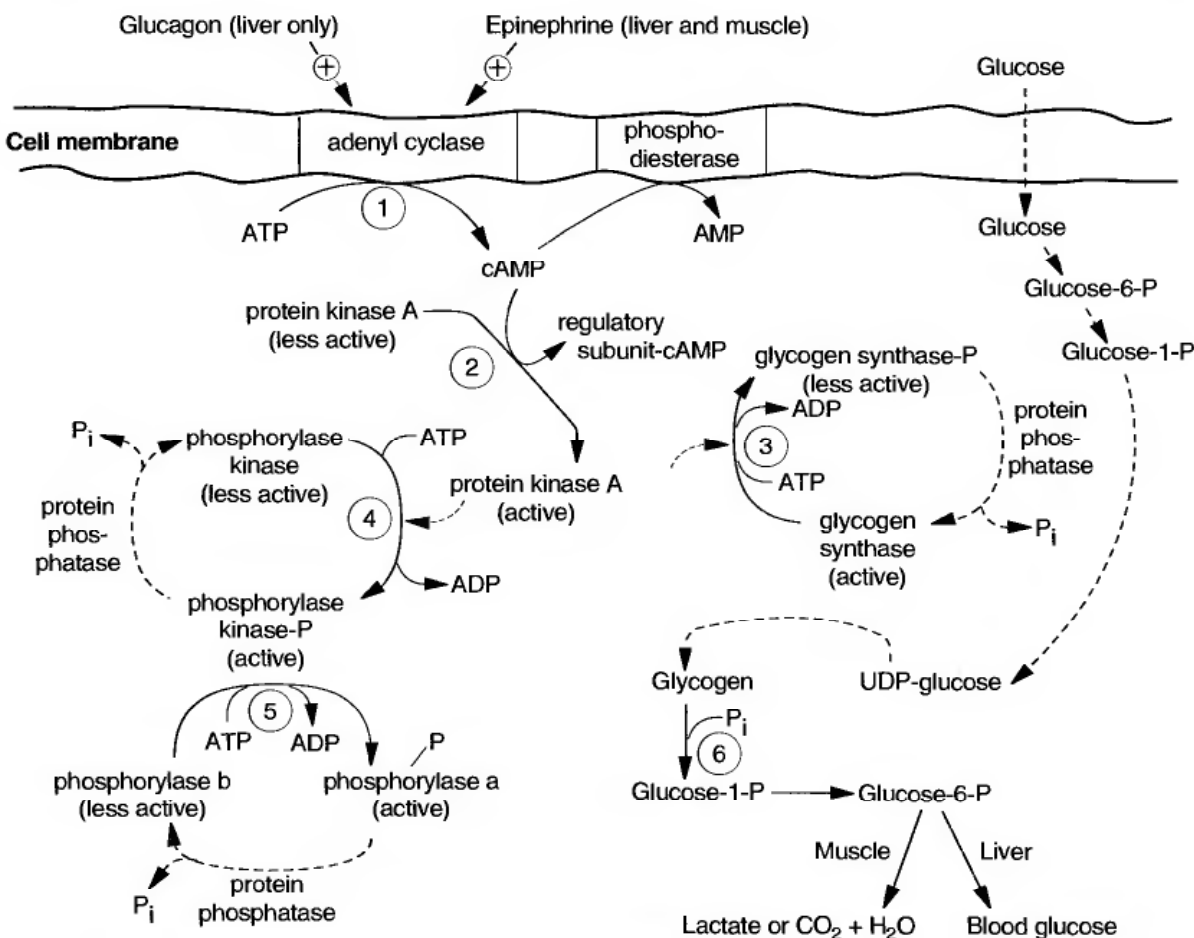 Glucagon (liver only)
Epinephrine (liver and muscle)
+
+
Glucose
Cell membrane
adenyl cyclase
phospho-
diesterase
1
ATP
cAMP
AMP
Glucose
Glucose-6-P
Glucose-1-P
protein kinase A
(less active)
regulatory
subunit-cAMP
2
protein kinase A
(active)
glycogen synthase-P
(less active)
ADP
3
ATP
protein
phos-
phatase
glycogen
synthase
(active)
Pi
Pi
phosphorylase
kinase
(less active)
ATP
4
protein
phos-
phatase
ADP
phosphorylase
kinase-P
(active)
5
ATP
ADP
P
phosphorylase b
(less active)
phosphorylase a
(active)
Pi
protein
phosphatase
Glycogen
UDP-glucose
Pi
6
Glucose-1-P
Glucose-6-P
Muscle
Liver
Lactate or CO2 + H2O
Blood glucose